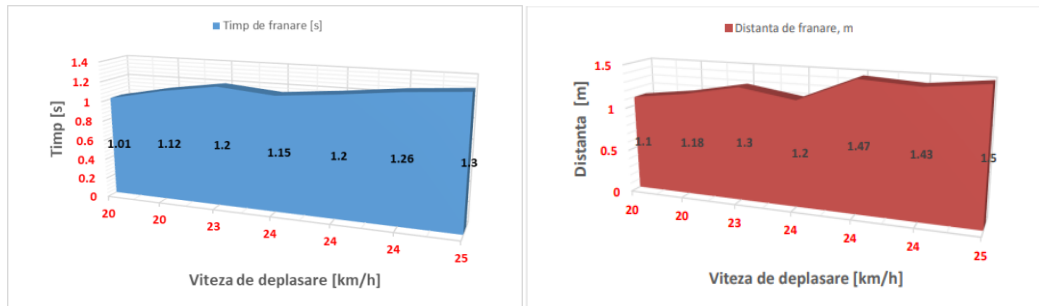 Timp de franare [s]
1.4
1.2
1
0.8
0.6
0.4
0.2
0
Timp [s]
1.01 1.12 1.2 1.15 1.2 1.26 1.3
20 20 23 24 24 24 25
Viteza de deplasare [km/h]
Distanta de franare, m
1.5
1
0.5
0
Distanta [m]
1.1 1.18 1.3 1.2 1.47 1.43 1.5
20 20 23 24 24 24 25
Viteza de deplasare [km/h]